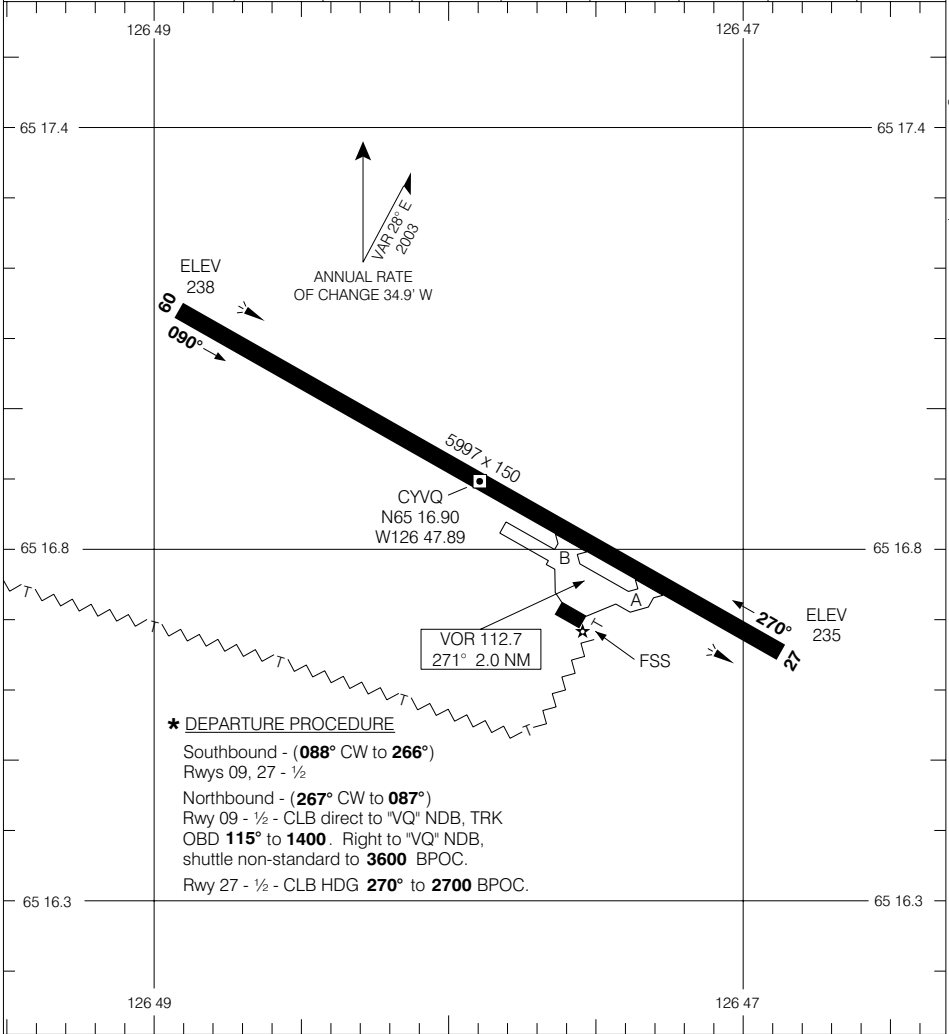 126 49
126 47
65 17.4
65 17.4
VAR 28° E
2003
ANNUAL RATE
OF CHANGE 34.9' W
ELEV
238
09
090°
5997 x 150
CYVQ
N65 16.90
W126 47.89
65 16.8
65 16.8
B
A
T
T
T
T
T
T
270°
ELEV
235
27
VOR 112.7
271° 2.0 NM
FSS
* DEPARTURE PROCEDURE
Southbound - (088° CW to 266°)
Rwys 09, 27 - ½
Northbound - (267° CW to 087°)
Rwy 09 - ½ - CLB direct to "VQ" NDB, TRK
OBD 115° to 1400. Right to "VQ" NDB,
shuttle non-standard to 3600 BPOC.
Rwy 27 - ½ - CLB HDG 270° to 2700 BPOC.
65 16.3
65 16.3
126 49
126 47